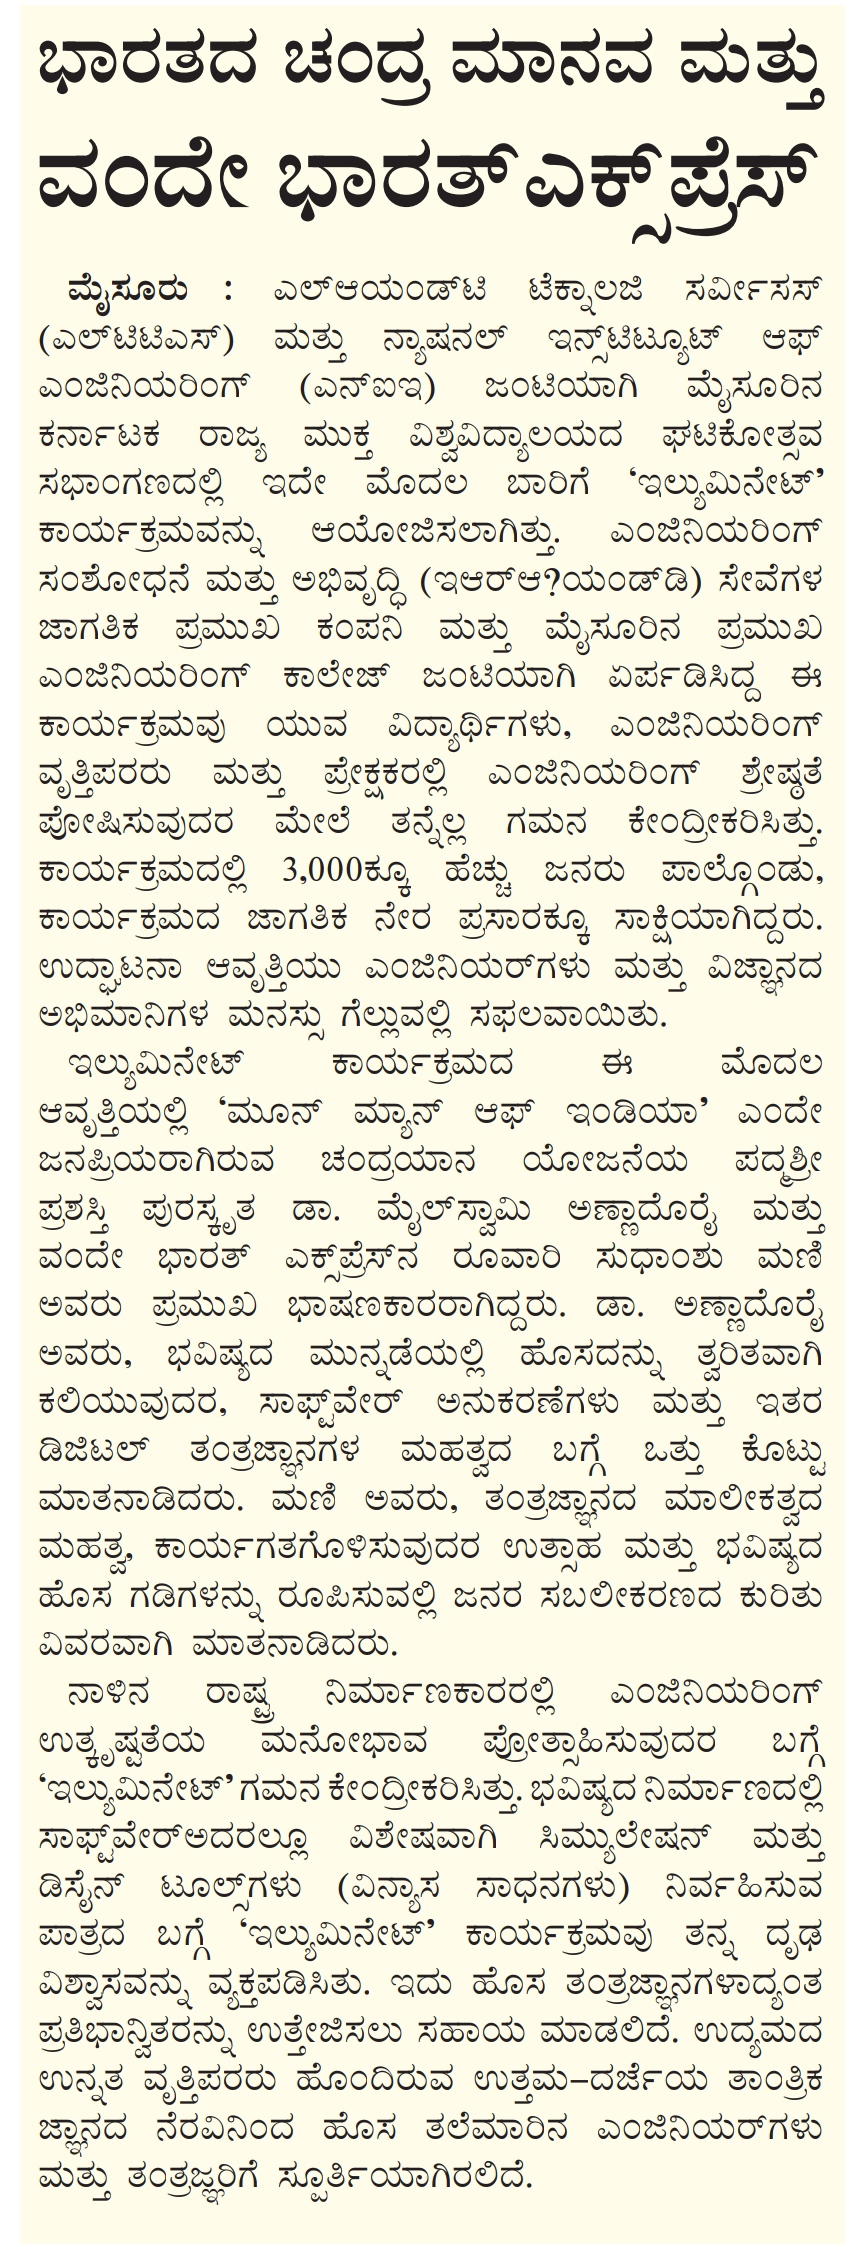 ಭಾರತದ ಚಂದ್ರ ಮಾನವ ಮತ್ತು
ವಂದೇ ಭಾರತ್ ಎಕ್ಸ್‌ಪ್ರೆಸ್
ಮೈಸೂರು : ಎಲ್‌ಆಯಂಡ್‌ಟಿ ಟೆಕ್ನಾಲಜಿ ಸರ್ವೀಸಸ್
(ಎಲ್‌ಟಿಟಿಎಸ್) ಮತ್ತು ನ್ಯಾಷನಲ್ ಇನ್ಸ್‌ಟಿಟ್ಯೂಟ್ ಆಫ್
ಎಂಜಿನಿಯರಿಂಗ್ (ಎನ್‌ಐಇ) ಜಂಟಿಯಾಗಿ ಮೈಸೂರಿನ
ಕರ್ನಾಟಕ ರಾಜ್ಯ ಮುಕ್ತ ವಿಶ್ವವಿದ್ಯಾಲಯದ ಘಟಿಕೋತ್ಸವ
ಸಭಾಂಗಣದಲ್ಲಿ ಇದೇ ಮೊದಲ ಬಾರಿಗೆ ‘ಇಲ್ಯುಮಿನೇಟ್’
ಕಾರ್ಯಕ್ರಮವನ್ನು ಆಯೋಜಿಸಲಾಗಿತ್ತು. ಎಂಜಿನಿಯರಿಂಗ್
ಸಂಶೋಧನೆ ಮತ್ತು ಅಭಿವೃದ್ಧಿ (ಇಆರ್‌ಆ?ಯಂಡ್‌ಡಿ) ಸೇವೆಗಳ
ಜಾಗತಿಕ ಪ್ರಮುಖ ಕಂಪನಿ ಮತ್ತು ಮೈಸೂರಿನ ಪ್ರಮುಖ
ಎಂಜಿನಿಯರಿಂಗ್ ಕಾಲೇಜ್ ಜಂಟಿಯಾಗಿ ಏರ್ಪಡಿಸಿದ್ದ ಈ
ಕಾರ್ಯಕ್ರಮವು ಯುವ ವಿದ್ಯಾರ್ಥಿಗಳು, ಎಂಜಿನಿಯರಿಂಗ್
ವೃತ್ತಿಪರರು ಮತ್ತು ಪ್ರೇಕ್ಷಕರಲ್ಲಿ ಎಂಜಿನಿಯರಿಂಗ್ ಶ್ರೇಷ್ಠತೆ
ಪೋಷಿಸುವುದರ ಮೇಲೆ ತನ್ನೆಲ್ಲ ಗಮನ ಕೇಂದ್ರೀಕರಿಸಿತ್ತು.
ಕಾರ್ಯಕ್ರಮದಲ್ಲಿ 3,000ಕ್ಕೂ ಹೆಚ್ಚು ಜನರು ಪಾಲ್ಗೊಂಡು,
ಕಾರ್ಯಕ್ರಮದ ಜಾಗತಿಕ ನೇರ ಪ್ರಸಾರಕ್ಕೂ ಸಾಕ್ಷಿಯಾಗಿದ್ದರು.
ಉದ್ಘಾಟನಾ ಆವೃತ್ತಿಯು ಎಂಜಿನಿಯರ್‌ಗಳು ಮತ್ತು ವಿಜ್ಞಾನದ
ಅಭಿಮಾನಿಗಳ ಮನಸ್ಸು ಗೆಲ್ಲುವಲ್ಲಿ ಸಫಲವಾಯಿತು.
ಇಲ್ಯುಮಿನೇಟ್ ಕಾರ್ಯಕ್ರಮದ ಈ ಮೊದಲ
ಆವೃತ್ತಿಯಲ್ಲಿ ‘ಮೂನ್ ಮ್ಯಾನ್ ಆಫ್ ಇಂಡಿಯಾ’ ಎಂದೇ
ಜನಪ್ರಿಯರಾಗಿರುವ ಚಂದ್ರಯಾನ ಯೋಜನೆಯ ಪದ್ಮಶ್ರೀ
ಪ್ರಶಸ್ತಿ ಪುರಸ್ಕೃತ ಡಾ. ಮೈಲ್‌ಸ್ವಾಮಿ ಅಣ್ಣಾದೊರೈ ಮತ್ತು
ವಂದೇ ಭಾರತ್ ಎಕ್ಸ್‌ಪ್ರೆಸ್‌ನ ರೂವಾರಿ ಸುಧಾಂಶು ಮಣಿ
ಅವರು ಪ್ರಮುಖ ಭಾಷಣಕಾರರಾಗಿದ್ದರು. ಡಾ. ಅಣ್ಣಾದೊರೈ
ಅವರು, ಭವಿಷ್ಯದ ಮುನ್ನಡೆಯಲ್ಲಿ ಹೊಸದನ್ನು ತ್ವರಿತವಾಗಿ
ಕಲಿಯುವುದರ, ಸಾಫ್ಟ್‌ವೇರ್ ಅನುಕರಣೆಗಳು ಮತ್ತು ಇತರ
ಡಿಜಿಟಲ್ ತಂತ್ರಜ್ಞಾನಗಳ ಮಹತ್ವದ ಬಗ್ಗೆ ಒತ್ತು ಕೊಟ್ಟು
ಮಾತನಾಡಿದರು. ಮಣಿ ಅವರು, ತಂತ್ರಜ್ಞಾನದ ಮಾಲೀಕತ್ವದ
ಮಹತ್ವ, ಕಾರ್ಯಗತಗೊಳಿಸುವುದರ ಉತ್ಸಾಹ ಮತ್ತು ಭವಿಷ್ಯದ
ಹೊಸ ಗಡಿಗಳನ್ನು ರೂಪಿಸುವಲ್ಲಿ ಜನರ ಸಬಲೀಕರಣದ ಕುರಿತು
ವಿವರವಾಗಿ ಮಾತನಾಡಿದರು.
ನಾಳಿನ ರಾಷ್ಟ್ರ ನಿರ್ಮಾಣಕಾರರಲ್ಲಿ ಎಂಜಿನಿಯರಿಂಗ್
ಉತ್ಕೃಷ್ಟತೆಯ ಮನೋಭಾವ ಪ್ರೋತ್ಸಾಹಿಸುವುದರ ಬಗ್ಗೆ
‘ಇಲ್ಯುಮಿನೇಟ್’ ಗಮನ ಕೇಂದ್ರೀಕರಿಸಿತ್ತು. ಭವಿಷ್ಯದ ನಿರ್ಮಾಣದಲ್ಲಿ
ಸಾಫ್ಟ್‌ವೇರ್‌ಅದರಲ್ಲೂ ವಿಶೇಷವಾಗಿ ಸಿಮ್ಯುಲೇಷನ್ ಮತ್ತು
ಡಿಸೈನ್ ಟೂಲ್ಸ್‌ಗಳು (ವಿನ್ಯಾಸ ಸಾಧನಗಳು) ನಿರ್ವಹಿಸುವ
ಪಾತ್ರದ ಬಗ್ಗೆ ‘ಇಲ್ಯುಮಿನೇಟ್’ ಕಾರ್ಯಕ್ರಮವು ತನ್ನ ದೃಢ
ವಿಶ್ವಾಸವನ್ನು ವ್ಯಕ್ತಪಡಿಸಿತು. ಇದು ಹೊಸ ತಂತ್ರಜ್ಞಾನಗಳಾದ್ಯಂತ
ಪ್ರತಿಭಾನ್ವಿತರನ್ನು ಉತ್ತೇಜಿಸಲು ಸಹಾಯ ಮಾಡಲಿದೆ. ಉದ್ಯಮದ
ಉನ್ನತ ವೃತ್ತಿಪರರು ಹೊಂದಿರುವ ಉತ್ತಮ–ದರ್ಜೆಯ ತಾಂತ್ರಿಕ
ಜ್ಞಾನದ ನೆರವಿನಿಂದ ಹೊಸ ತಲೆಮಾರಿನ ಎಂಜಿನಿಯರ್‌ಗಳು
ಮತ್ತು ತಂತ್ರಜ್ಞರಿಗೆ ಸ್ಪೂರ್ತಿಯಾಗಿರಲಿದೆ.